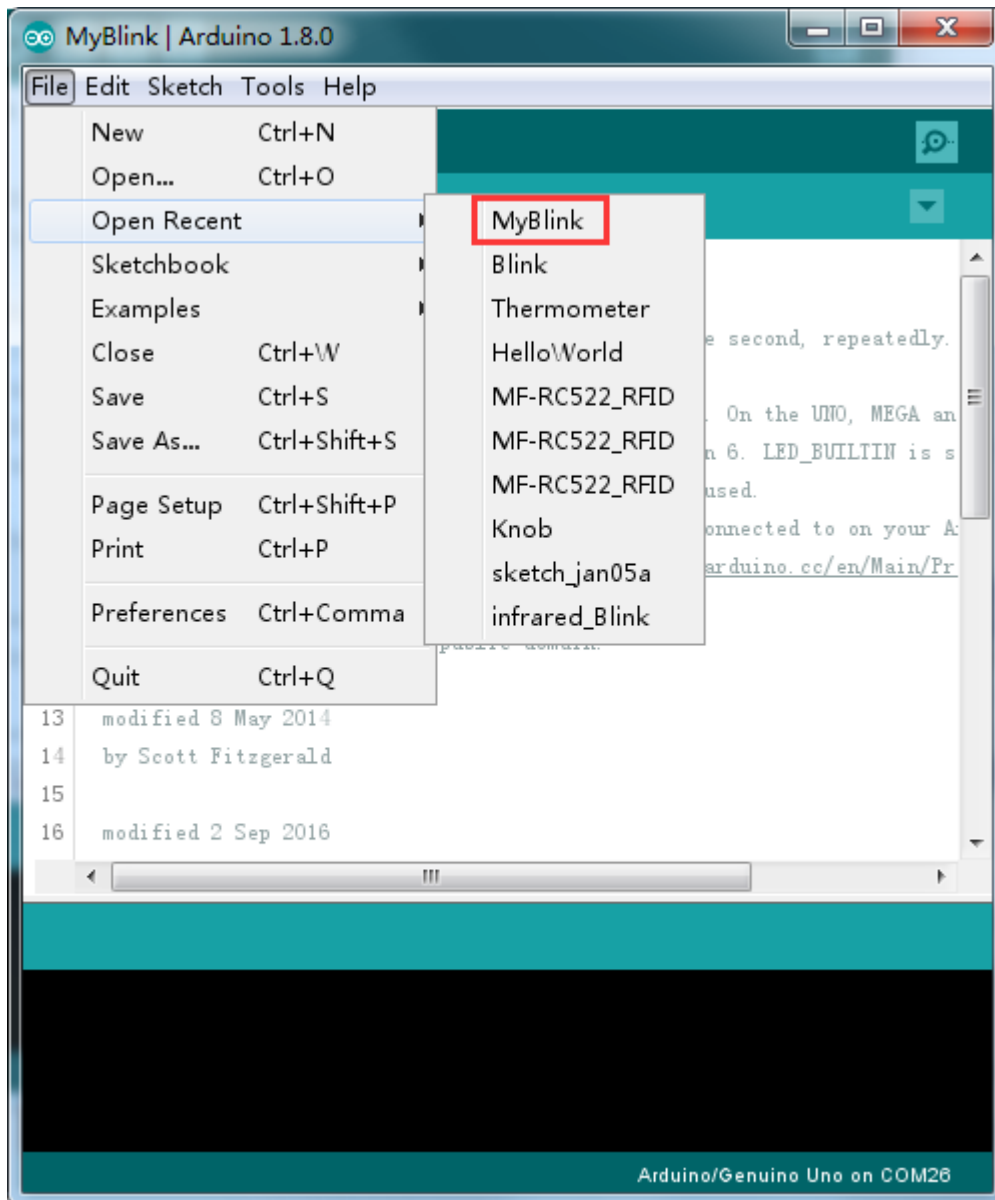 MyBlink | Arduino 1.8.0
File Edit Sketch Tools Help
New Ctrl+N
Open... Ctrl+O
Open Recent
Sketchbook
Examples
Close Ctrl+W
Save Ctrl+S
Save As... Ctrl+Shift+S
Page Setup Ctrl+Shift+P
Print Ctrl+P
Preferences Ctrl+Comma
Quit Ctrl+Q
MyBlink
Blink
Thermometer
HelloWorld
MF-RC522_RFID
MF-RC522_RFID
MF-RC522_RFID
Knob
sketch_jan05a
infrared_Blink
e second, repeatedly.
. On the UNO, MEGA an
n 6. LED_BUILTIN is s
used.
onnected to on your A
arduino.cc/en/Main/Pr
public domain.
13 modified 8 May 2014
14 by Scott Fitzgerald
15
16 modified 2 Sep 2016
Arduino/Genuino Uno on COM26